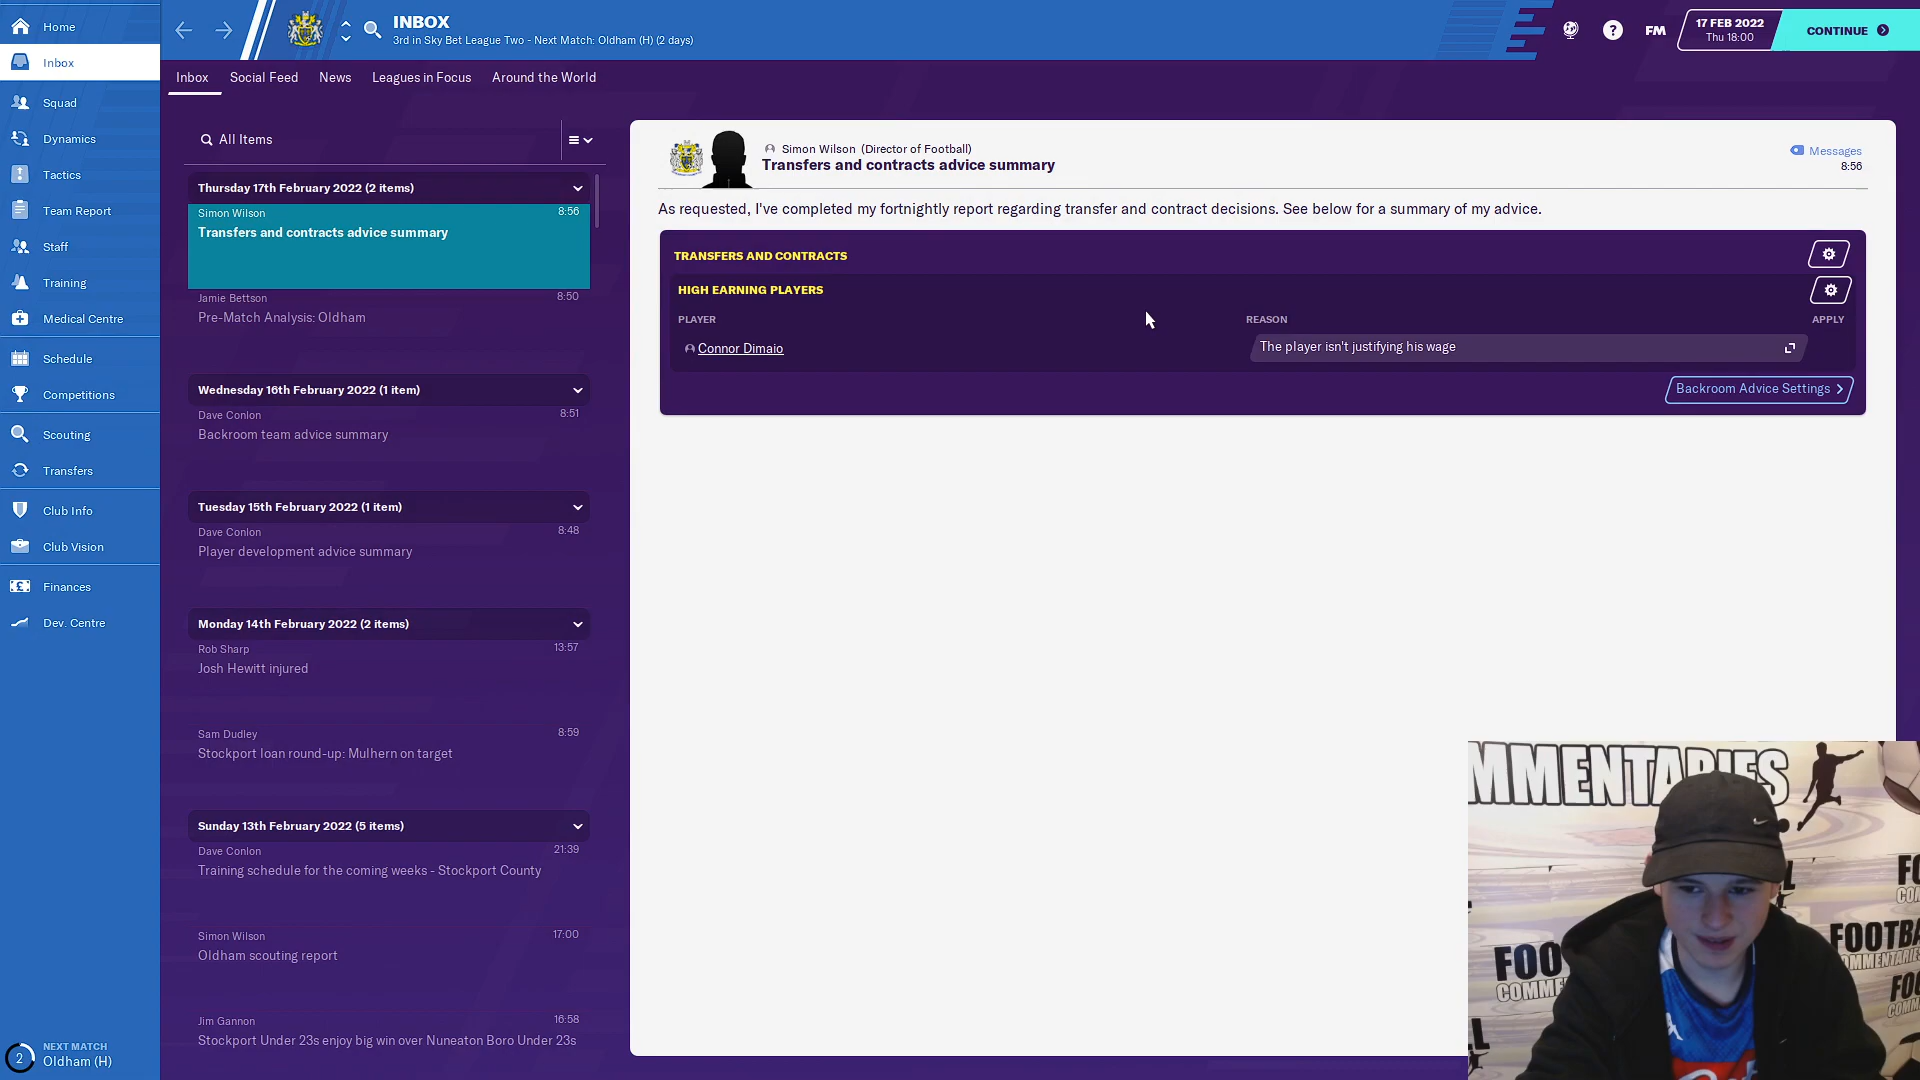 Home
Inbox
Squad
Dynamics
Tactics
Team Report
Staff
Training
Medical Centre
Schedule
Competitions
Scouting
Transfers
Club Info
Club Vision
Finances
Dev. Centre
2
NEXT MATCH
Oldham (H)
INBOX
3rd in Sky Bet League Two - Next Match: Oldham (H) (2 days)
?
FM
17 FEB 2022
Thu 18:00
CONTINUE
Inbox Social Feed News Leagues in Focus Around the World
All Items
Thursday 17th February 2022 (2 items)
Simon Wilson 8:56
Transfers and contracts advice summary
Jamie Bettson 8:50
Pre-Match Analysis: Oldham
Wednesday 16th February 2022 (1 item)
Dave Conlon 8:51
Backroom team advice summary
Tuesday 15th February 2022 (1 item)
Dave Conlon 8:48
Player development advice summary
Monday 14th February 2022 (2 items)
Rob Sharp 13:57
Josh Hewitt injured
Sam Dudley 8:59
Stockport loan round-up: Mulhern on target
Sunday 13th February 2022 (5 items)
Dave Conlon 21:39
Training schedule for the coming weeks - Stockport County
Simon Wilson 17:00
Oldham scouting report
Jim Gannon 16:58
Stockport Under 23s enjoy big win over Nuneaton Boro Under 23s
Simon Wilson (Director of Football)
Transfers and contracts advice summary
Messages
8:56
As requested, I've completed my fortnightly report regarding transfer and contract decisions. See below for a summary of my advice.
TRANSFERS AND CONTRACTS
HIGH EARNING PLAYERS
PLAYER REASON APPLY
Connor Dimaio The player isn't justifying his wage
Backroom Advice Settings
MMENTARIES
FOO
COMME
FOOTBA
COMMENTARIES